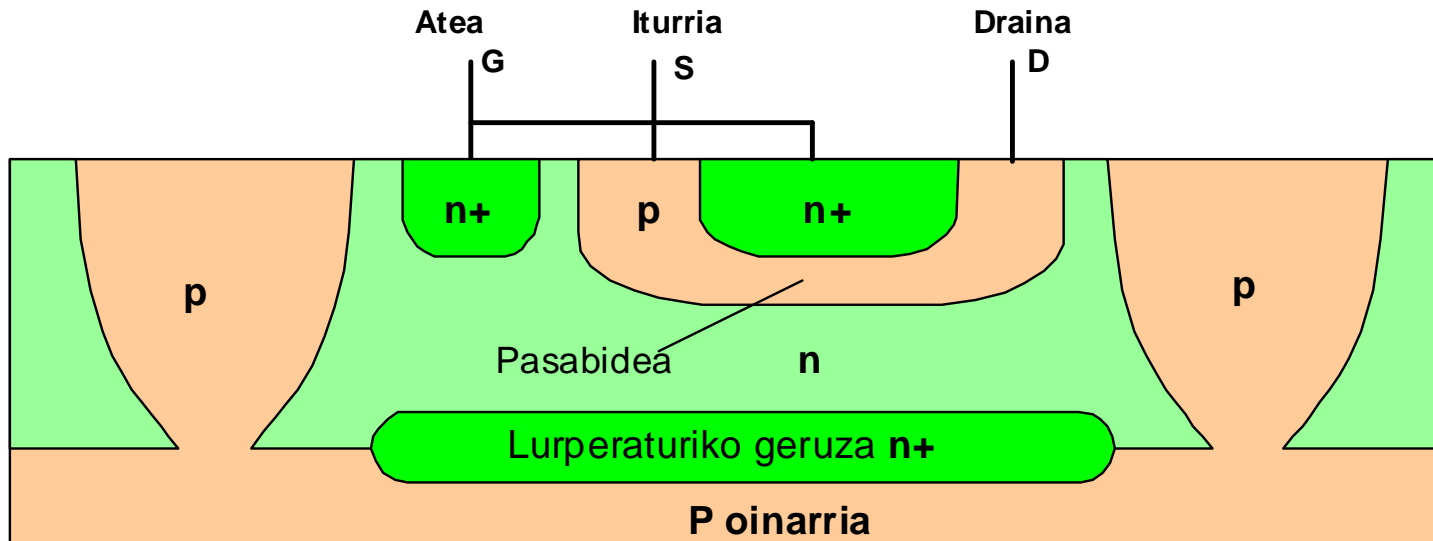 Atea Iturria Draina
G S D
n+ p n+
p p
Pasabidea n
Lurperaturiko geruza n+
P oinarria